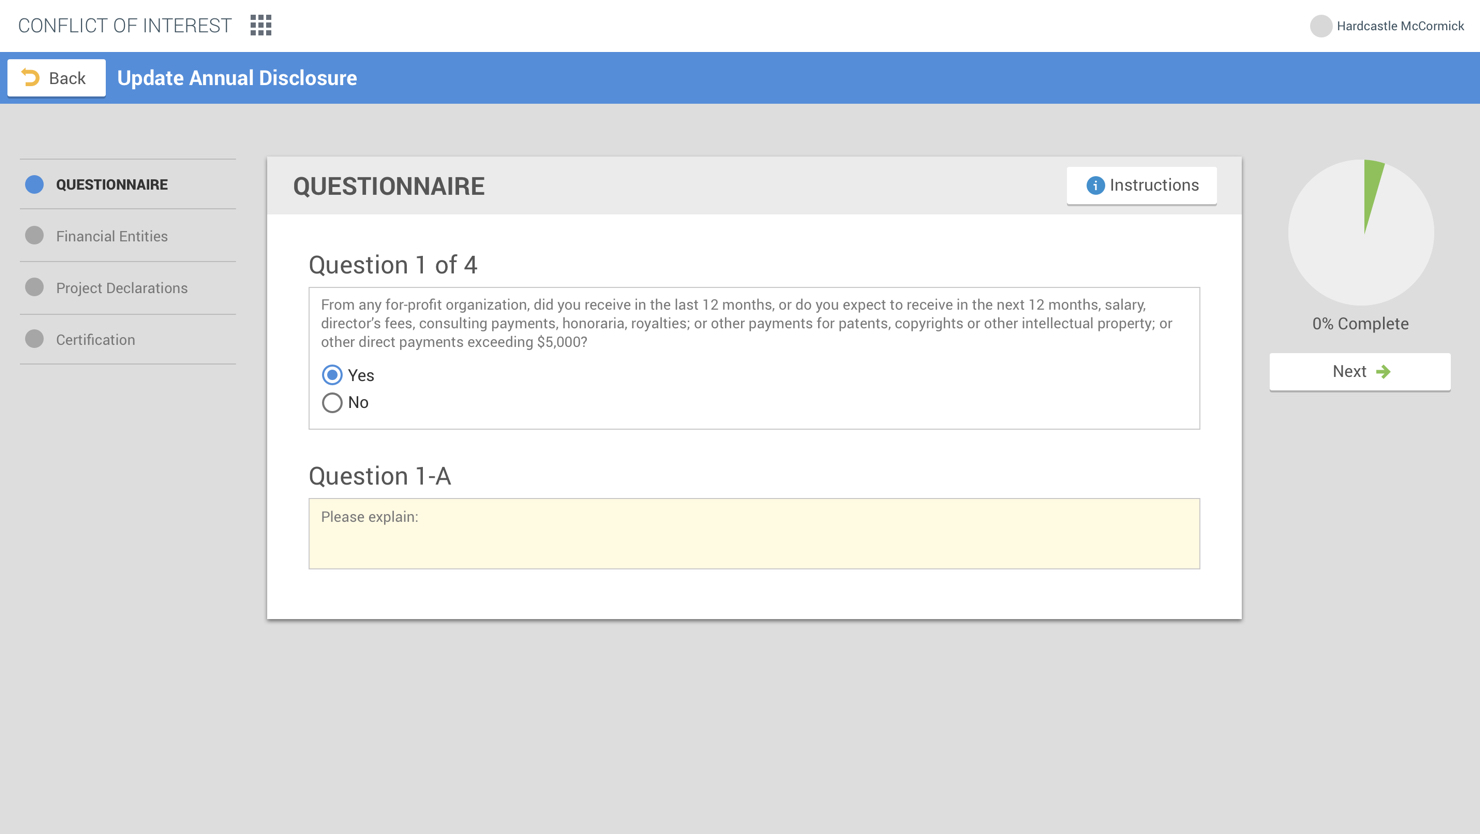 CONFLICT OF INTEREST
Hardcastle McCormick
Back
Update Annual Disclosure
QUESTIONNAIRE
Financial Entities
Project Declarations
Certification
QUESTIONNAIRE
Instructions
Question 1 of 4
From any for-profit organization, did you receive in the last 12 months, or do you expect to receive in the next 12 months, salary,
director's fees, consulting payments, honoraria, royalties; or other payments for patents, copyrights or other intellectual property; or
other direct payments exceeding $5,000?
Yes
No
Question 1-A
Please explain:
0% Complete
Next